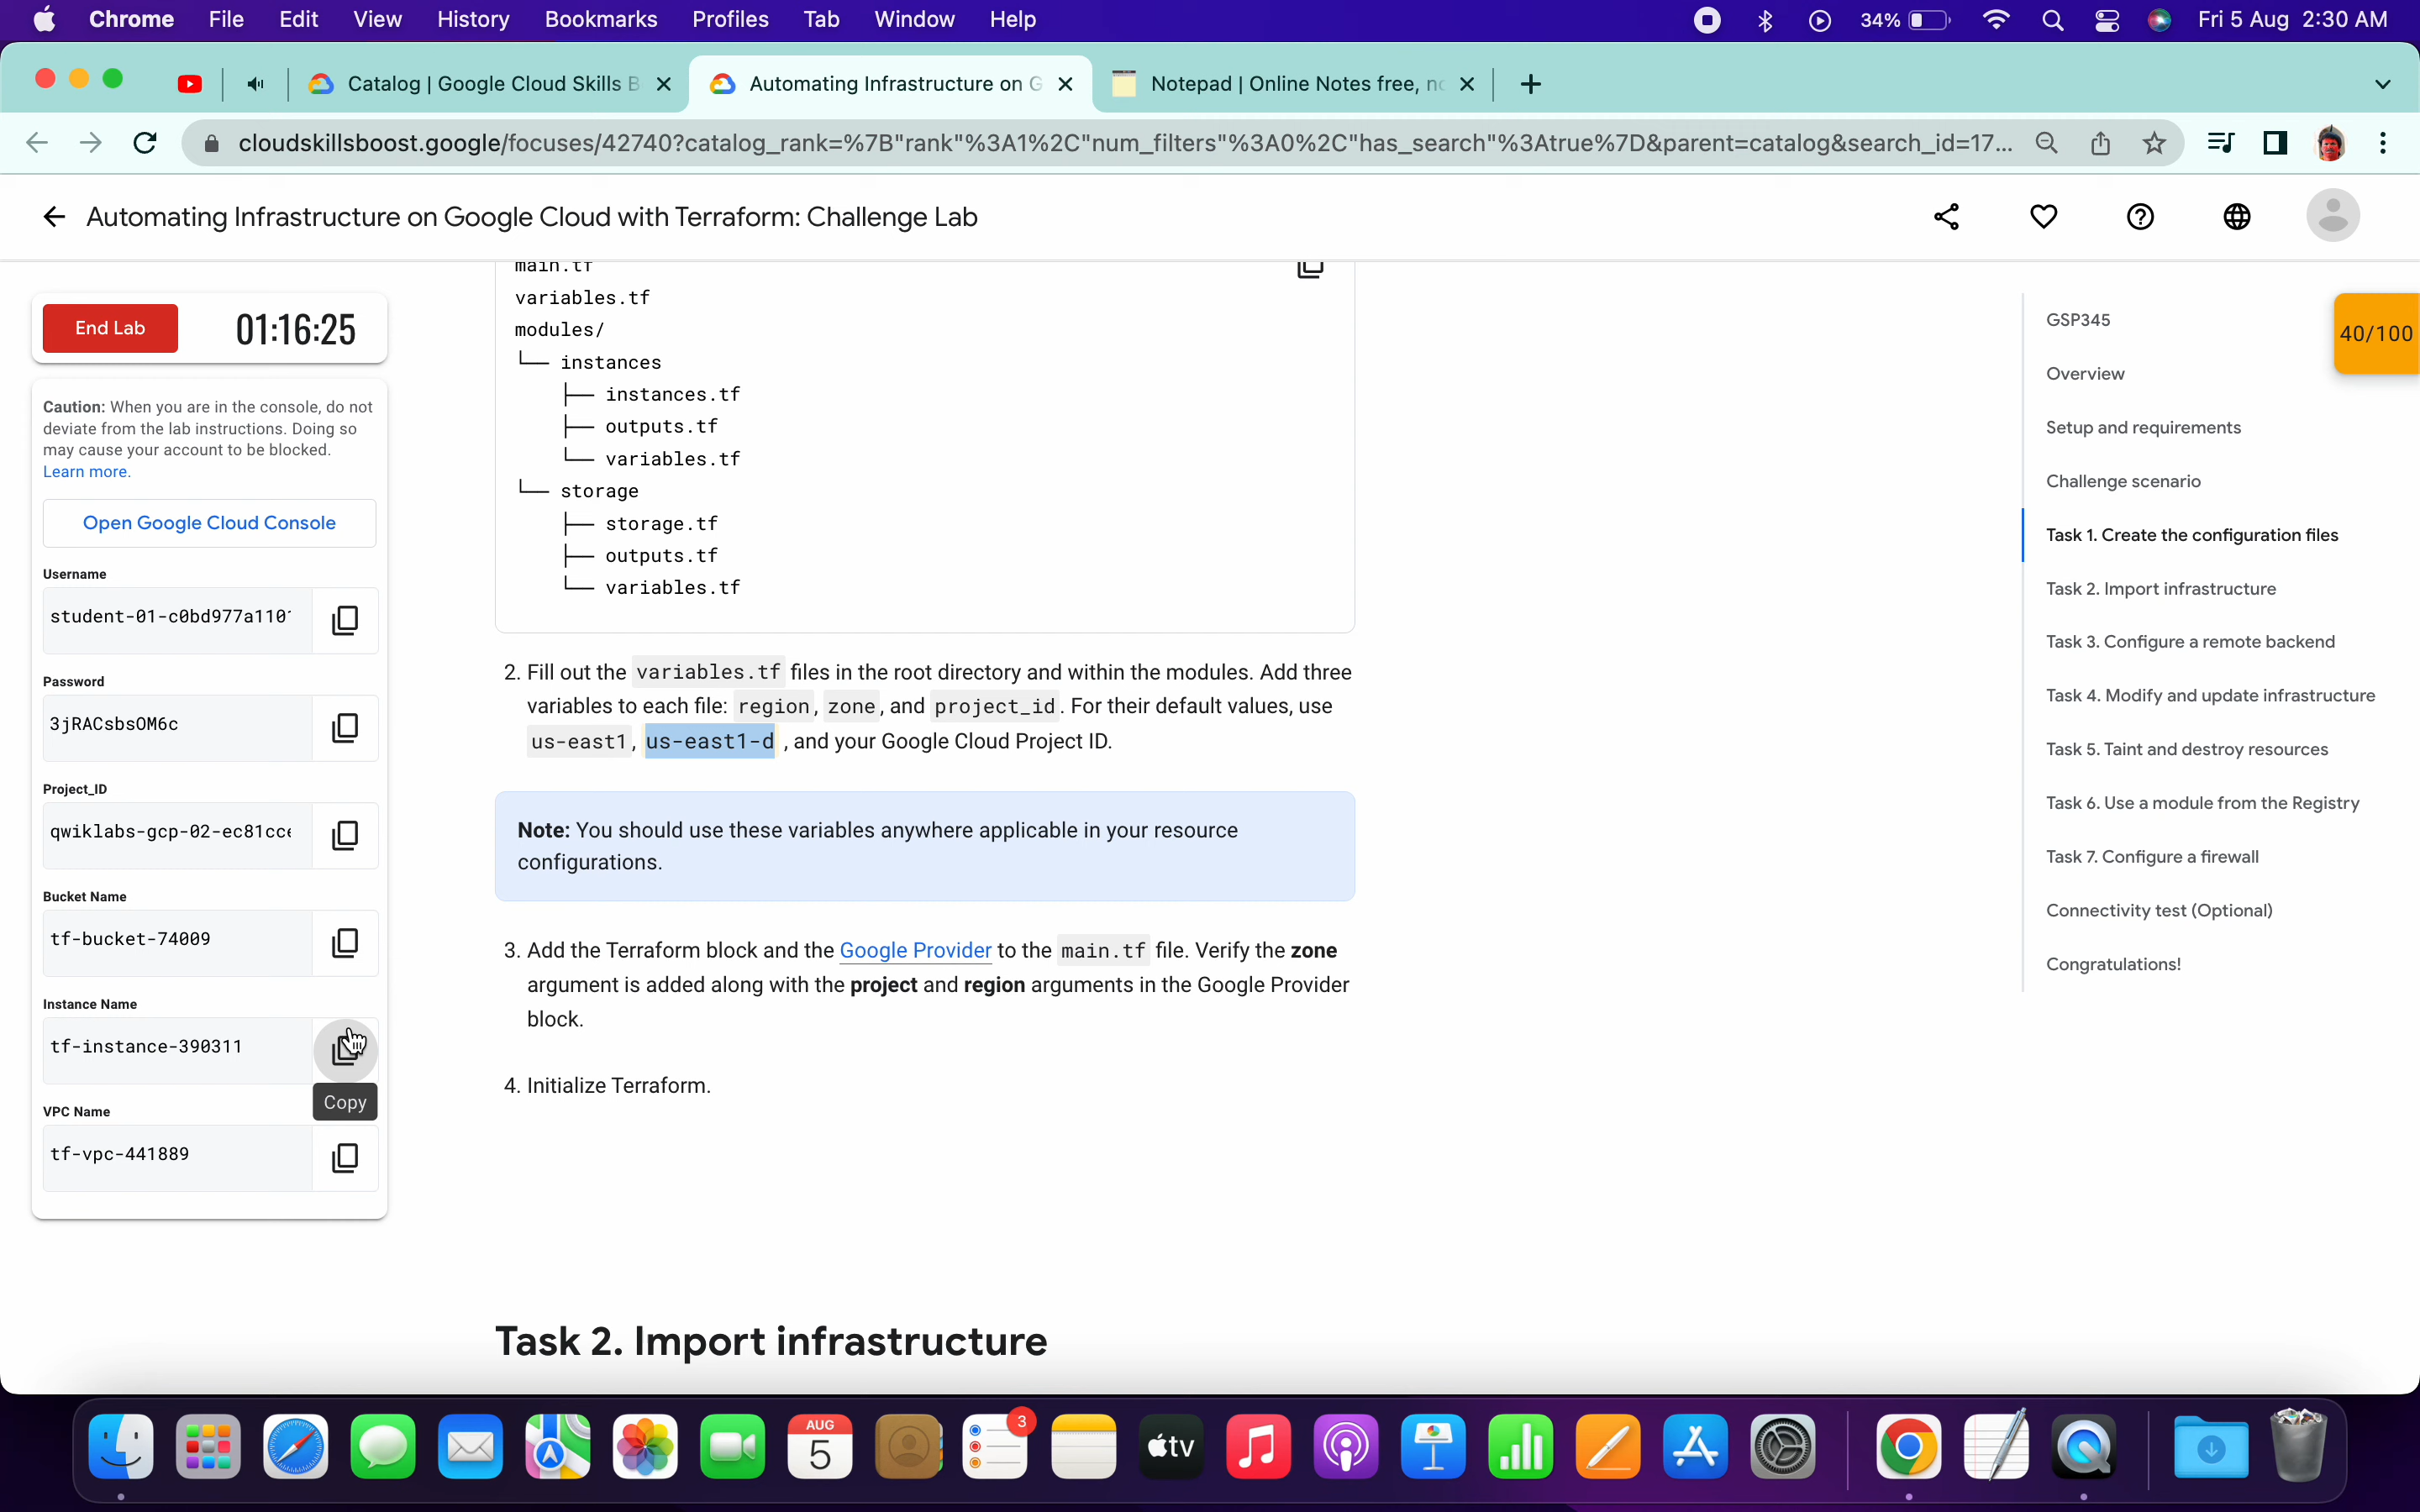 Chrome File Edit View History Bookmarks Profiles Tab Window Help 34% Fri 5 Aug 2:30 AM
Catalog | Google Cloud Skills B Automating Infrastructure on G Notepad | Online Notes free, no
cloudskillsboost.google/focuses/42740?catalog_rank=%7B"rank"%3A1%2C"num_filters"%3A0%2C"has_search"%3Atrue%7D&parent=catalog&search_id=17...
Automating Infrastructure on Google Cloud with Terraform: Challenge Lab
End Lab 01:16:25
Caution: When you are in the console, do not
deviate from the lab instructions. Doing so
may cause your account to be blocked.
Learn more.
Open Google Cloud Console
Username
student-01-c0bd977a110
Password
3jRACsbsOM6c
Project_ID
qwiklabs-gcp-02-ec81cce
Bucket Name
tf-bucket-74009
Instance Name
tf-instance-390311
Copy
VPC Name
tf-vpc-441889
main.tf
variables.tf
modules/
└── instances
├── instances.tf
├── outputs.tf
└── variables.tf
└── storage
├── storage.tf
├── outputs.tf
└── variables.tf
2. Fill out the variables.tf files in the root directory and within the modules. Add three
variables to each file: region, zone, and project_id. For their default values, use
us-east1, us-east1-d, and your Google Cloud Project ID.
Note: You should use these variables anywhere applicable in your resource
configurations.
3. Add the Terraform block and the Google Provider to the main.tf file. Verify the zone
argument is added along with the project and region arguments in the Google Provider
block.
4. Initialize Terraform.
Task 2. Import infrastructure
GSP345
Overview
Setup and requirements
Challenge scenario
Task 1. Create the configuration files
Task 2. Import infrastructure
Task 3. Configure a remote backend
Task 4. Modify and update infrastructure
Task 5. Taint and destroy resources
Task 6. Use a module from the Registry
Task 7. Configure a firewall
Connectivity test (Optional)
Congratulations!
40/100
AUG
5
3
tv